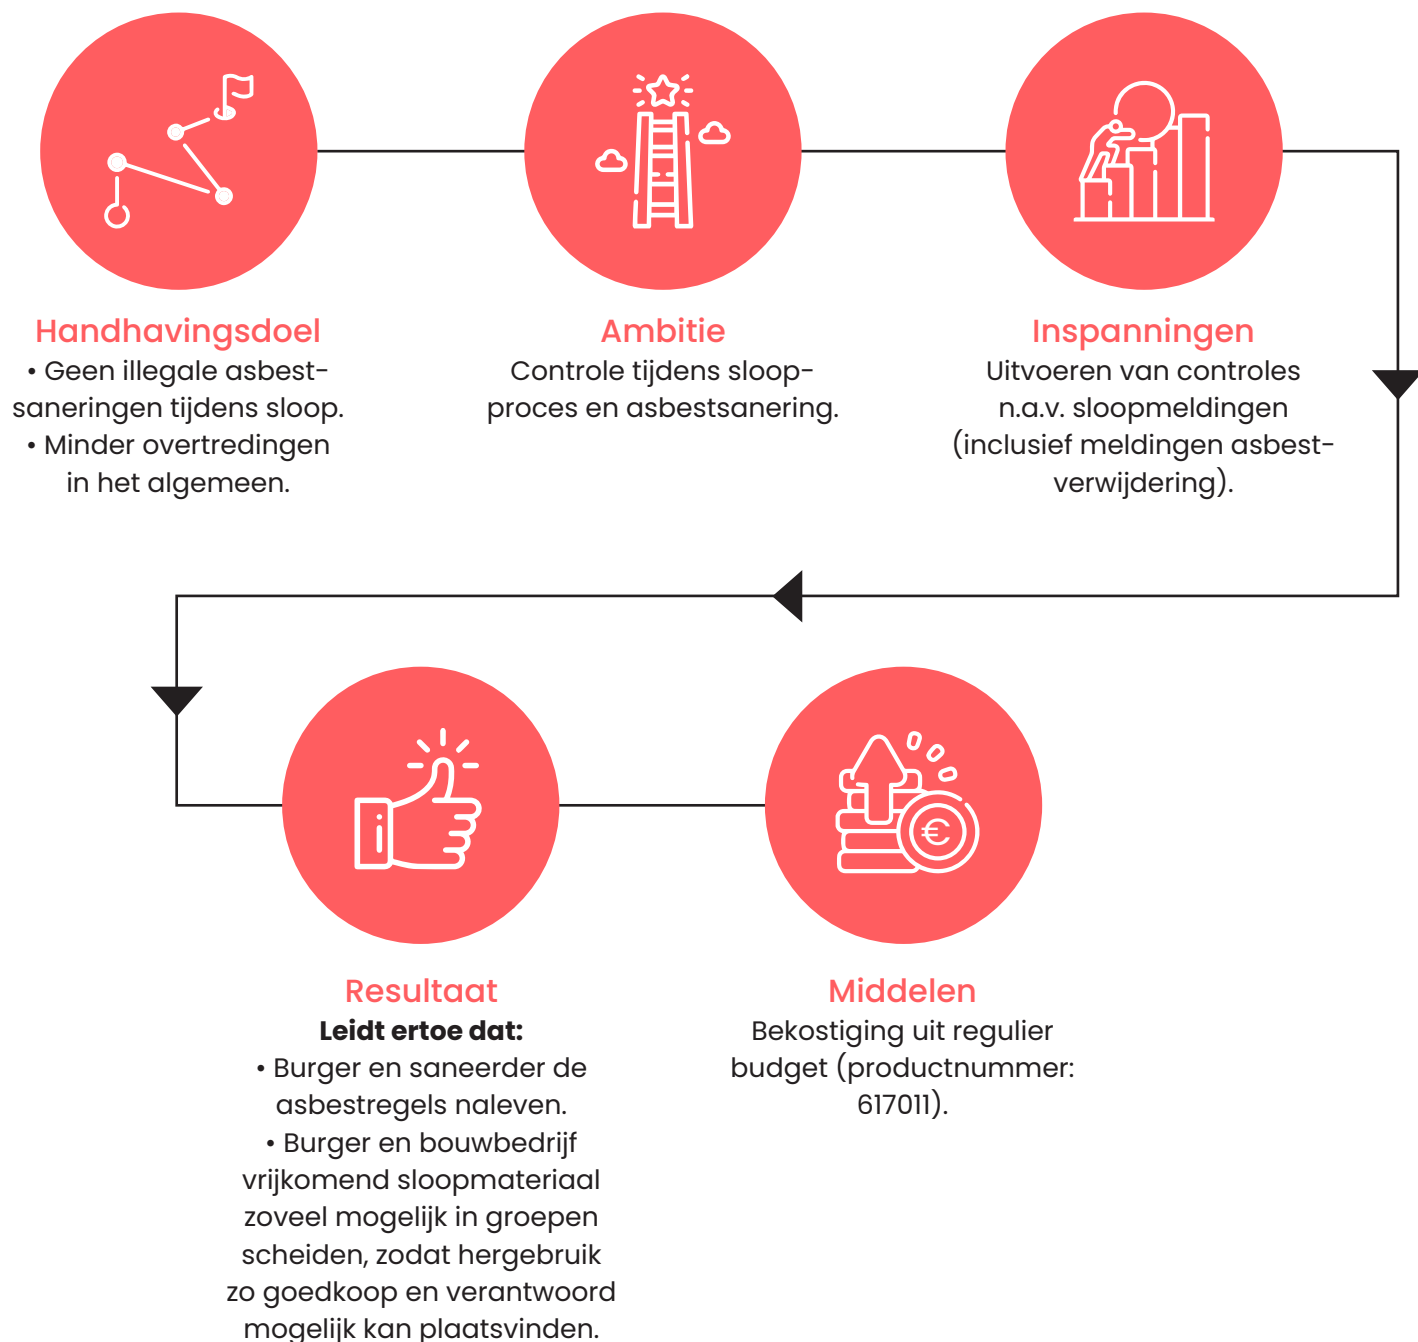 Handhavingsdoel
• Geen illegale asbest-
saneringen tijdens sloop.
• Minder overtredingen
in het algemeen.
Ambitie
Controle tijdens sloop-
proces en asbestsanering.
Inspanningen
Uitvoeren van controles
n.a.v. sloopmeldingen
(inclusief meldingen asbest-
verwijdering).
Resultaat
Leidt ertoe dat:
• Burger en saneerder de
asbestregels naleven.
• Burger en bouwbedrijf
vrijkomend sloopmateriaal
zoveel mogelijk in groepen
scheiden, zodat hergebruik
zo goedkoop en verantwoord
mogelijk kan plaatsvinden.
Middelen
Bekostiging uit regulier
budget (productnummer:
617011).
€